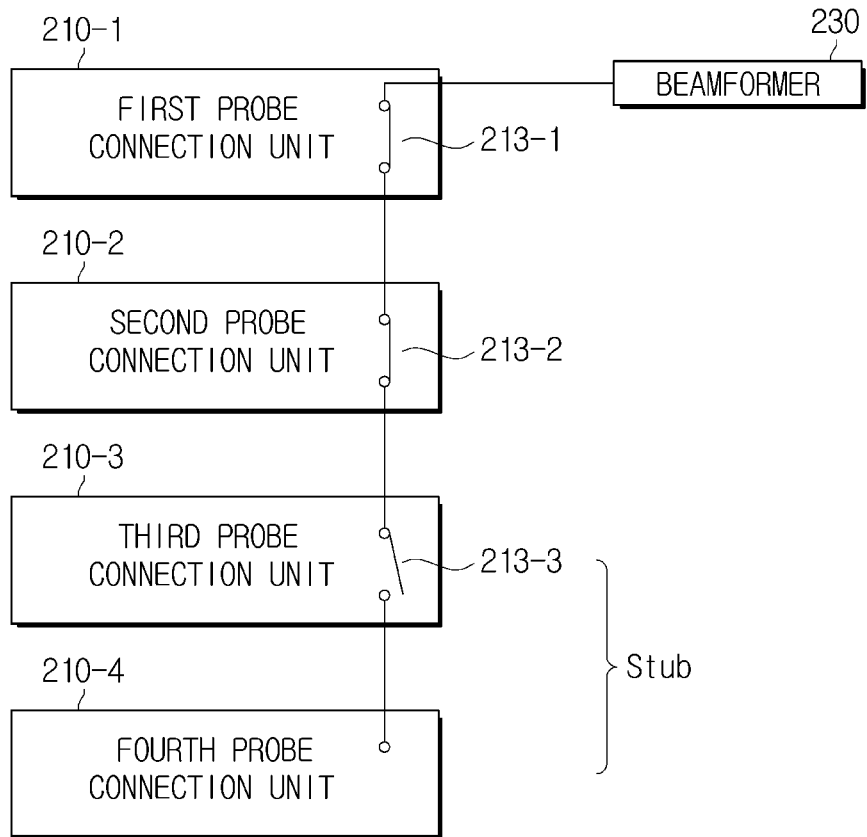 210-1
230
FIRST PROBE
CONNECTION UNIT
BEAMFORMER
213-1
210-2
SECOND PROBE
CONNECTION UNIT
213-2
210-3
THIRD PROBE
CONNECTION UNIT
213-3
Stub
210-4
FOURTH PROBE
CONNECTION UNIT